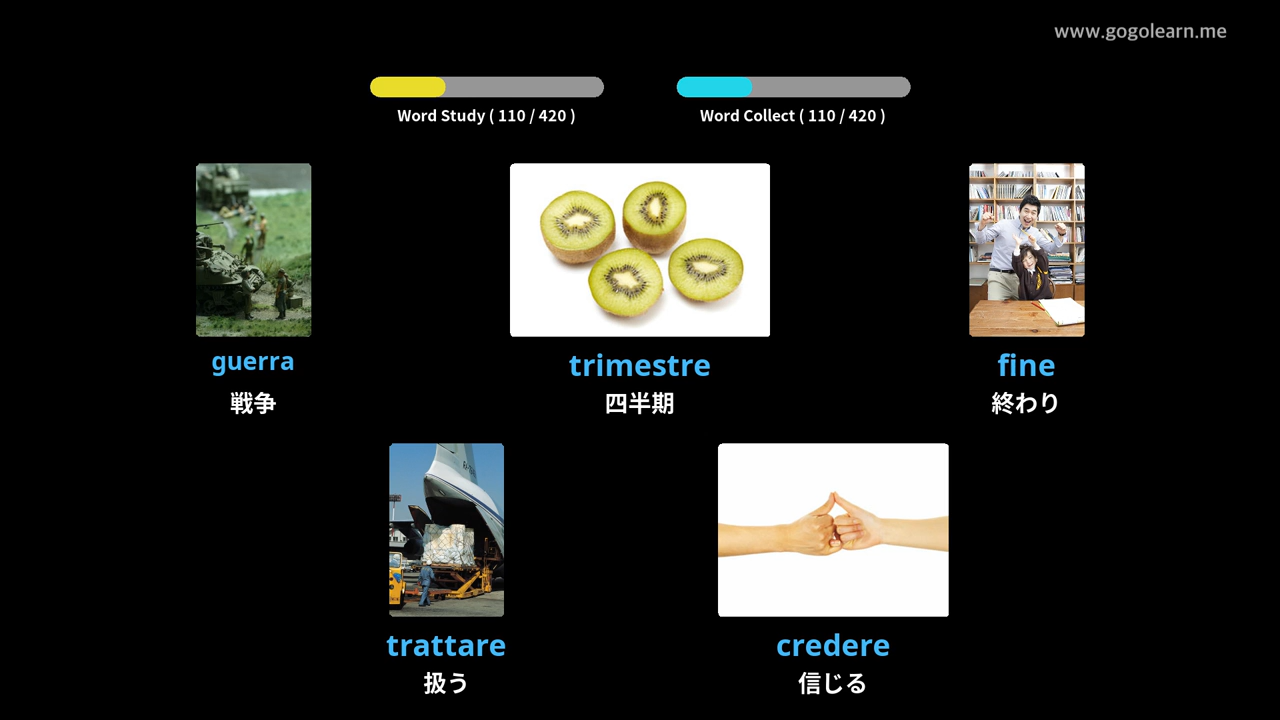 www.gogolearn.me
Word Study ( 110 / 420 )
Word Collect ( 110 / 420 )
guerra
戦争
trimestre
四半期
fine
終わり
trattare
扱う
credere
信じる